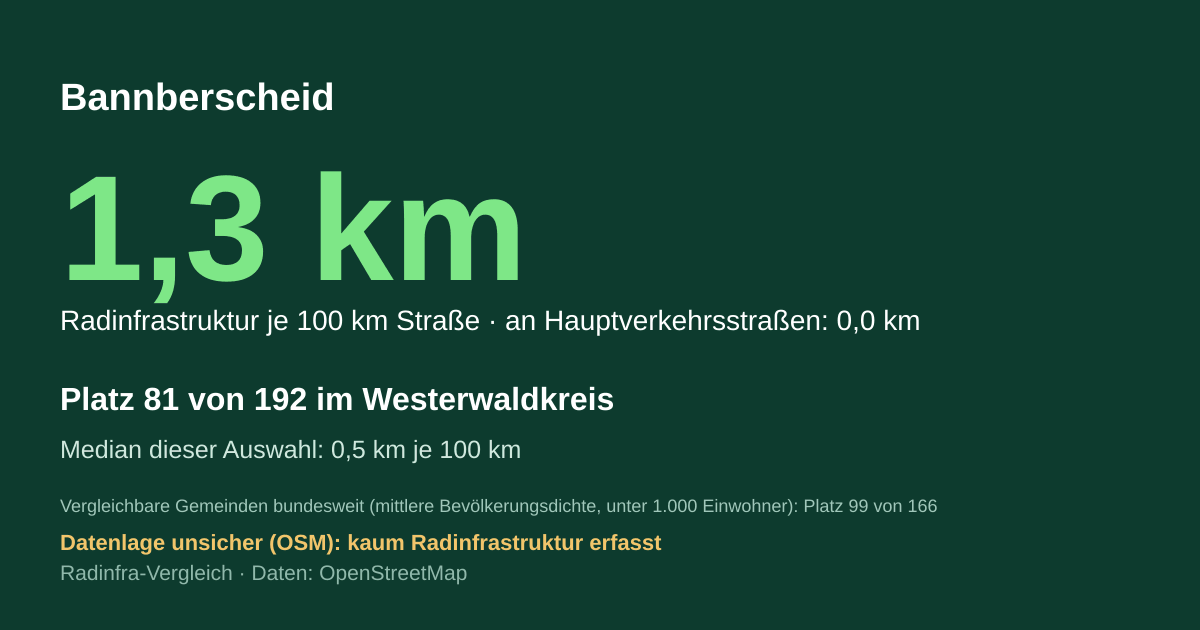 Bannberscheid
1,3 km
Radinfrastruktur je 100 km Straße · an Hauptverkehrsstraßen: 0,0 km
Platz 81 von 192 im Westerwaldkreis
Median dieser Auswahl: 0,5 km je 100 km
Vergleichbare Gemeinden bundesweit (mittlere Bevölkerungsdichte, unter 1.000 Einwohner): Platz 99 von 166
Datenlage unsicher (OSM): kaum Radinfrastruktur erfasst
Radinfra-Vergleich · Daten: OpenStreetMap